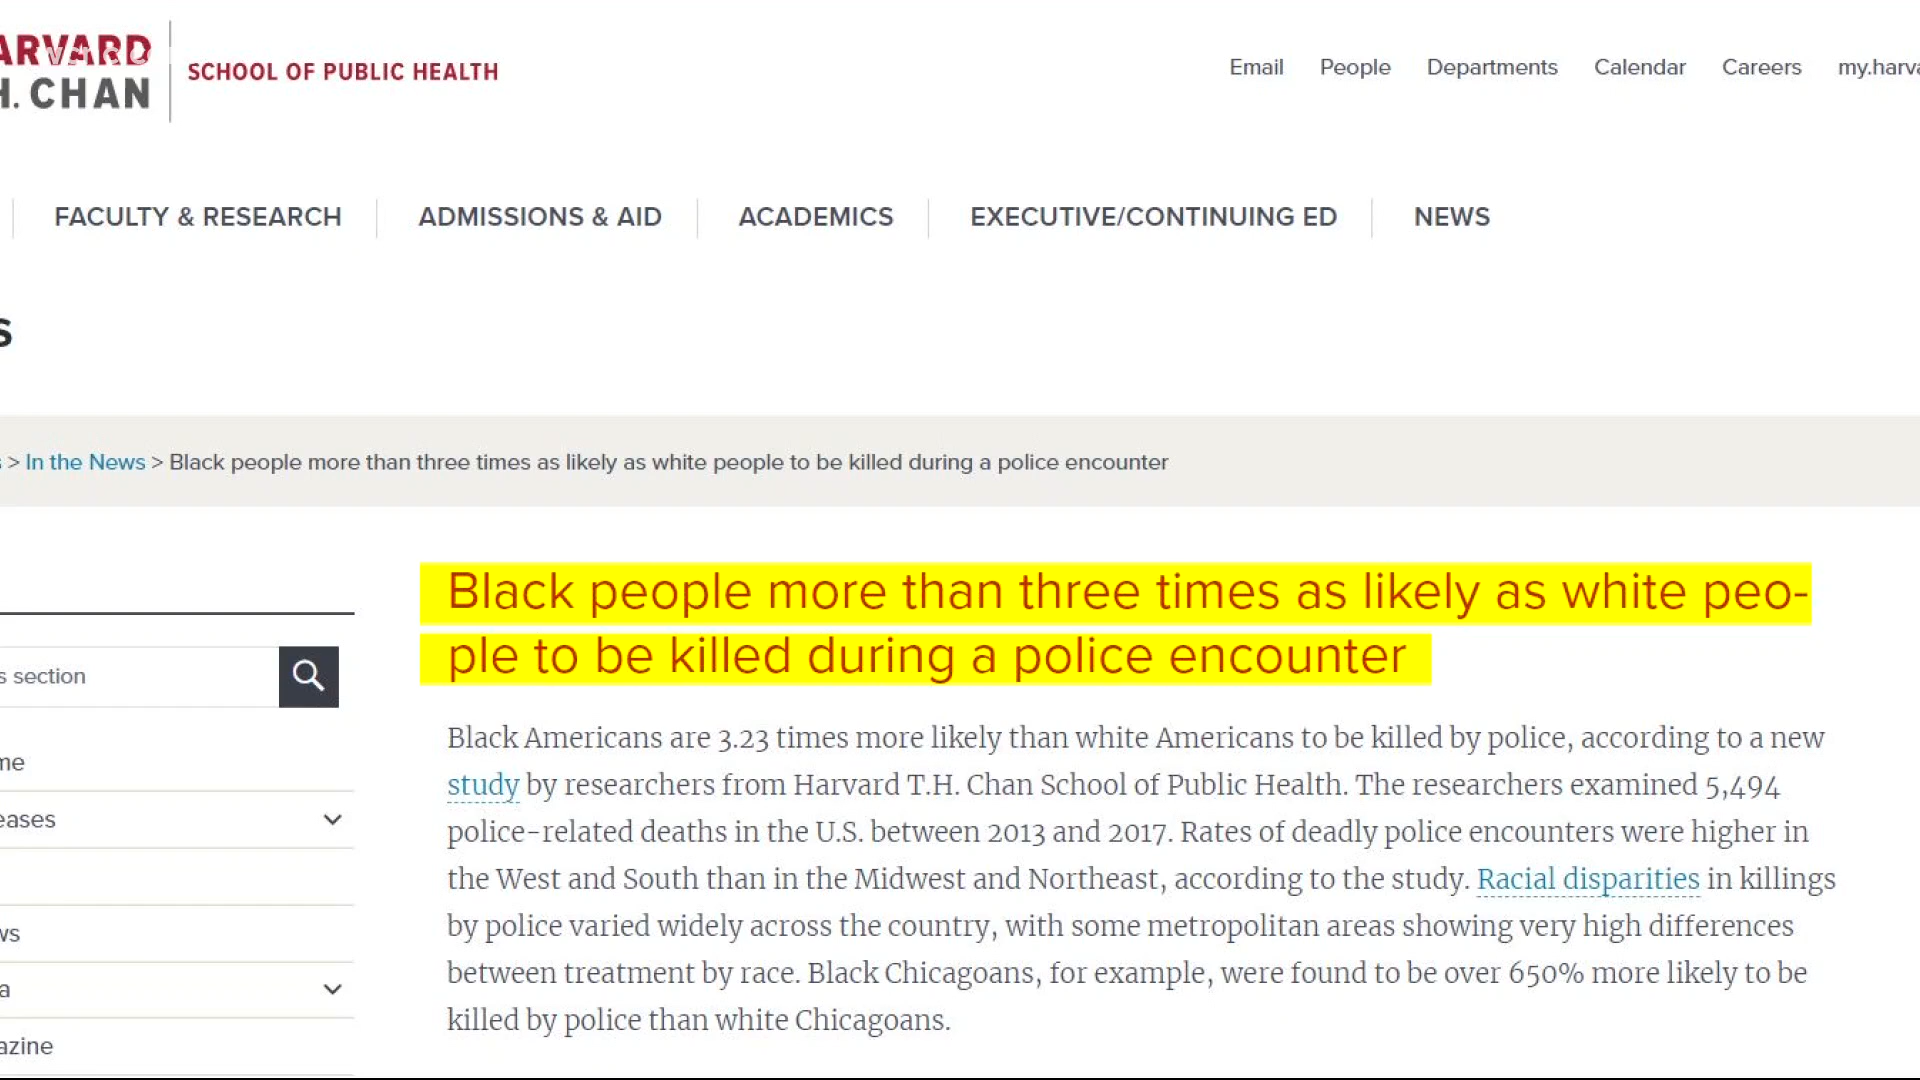 ARVARD
H. CHAN
SCHOOL OF PUBLIC HEALTH
Email People Departments Calendar Careers my.harva
FACULTY & RESEARCH ADMISSIONS & AID ACADEMICS EXECUTIVE/CONTINUING ED NEWS
s
s > In the News > Black people more than three times as likely as white people to be killed during a police encounter
Black people more than three times as likely as white peo-
ple to be killed during a police encounter
s section
Black Americans are 3.23 times more likely than white Americans to be killed by police, according to a new
study by researchers from Harvard T.H. Chan School of Public Health. The researchers examined 5,494
police-related deaths in the U.S. between 2013 and 2017. Rates of deadly police encounters were higher in
the West and South than in the Midwest and Northeast, according to the study. Racial disparities in killings
by police varied widely across the country, with some metropolitan areas showing very high differences
between treatment by race. Black Chicagoans, for example, were found to be over 650% more likely to be
killed by police than white Chicagoans.
me
eases
ws
a
azine